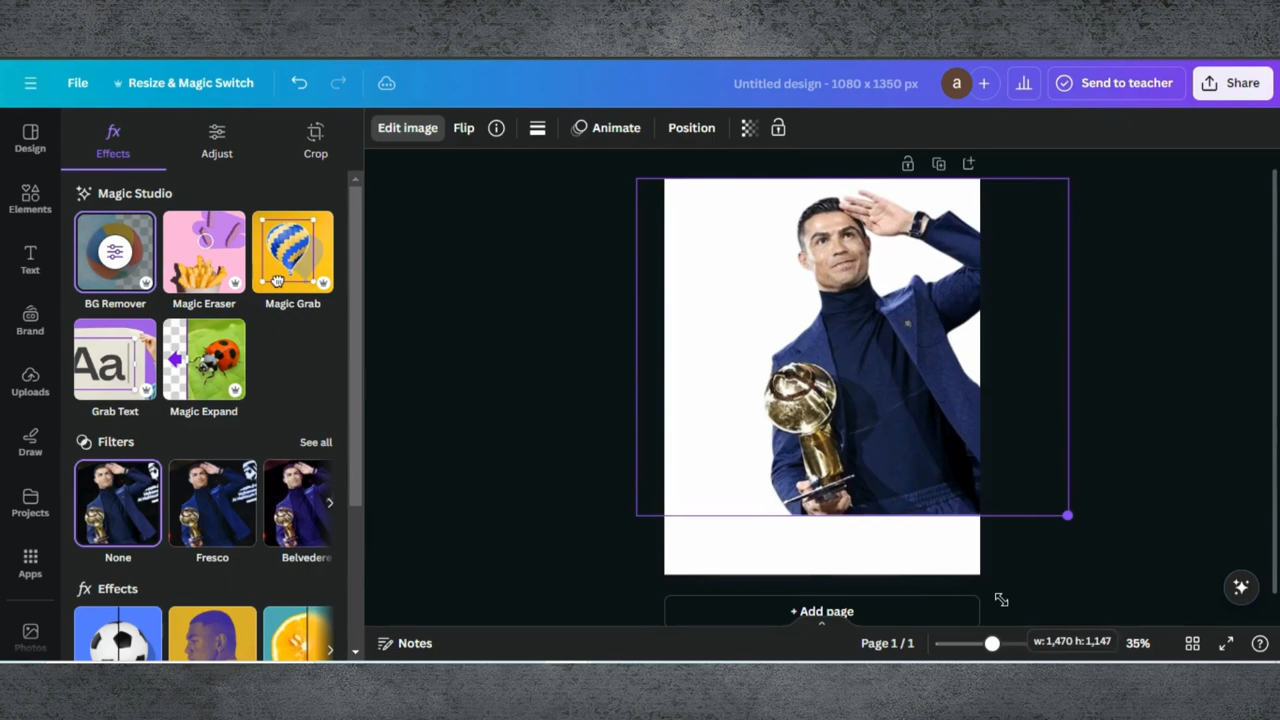 File
Resize & Magic Switch
Untitled design - 1080 x 1350 px
a
Send to teacher
Share
Design
Elements
Text
Brand
Uploads
Draw
Projects
Apps
Photos
Effects
Adjust
Crop
Edit image
Flip
Animate
Position
Magic Studio
BG Remover
Magic Eraser
Magic Grab
Aa
Grab Text
Magic Expand
Filters
See all
None
Fresco
Belvedere
fx Effects
+ Add page
Notes
Page 1 / 1
w: 1,470 h: 1,147
35%